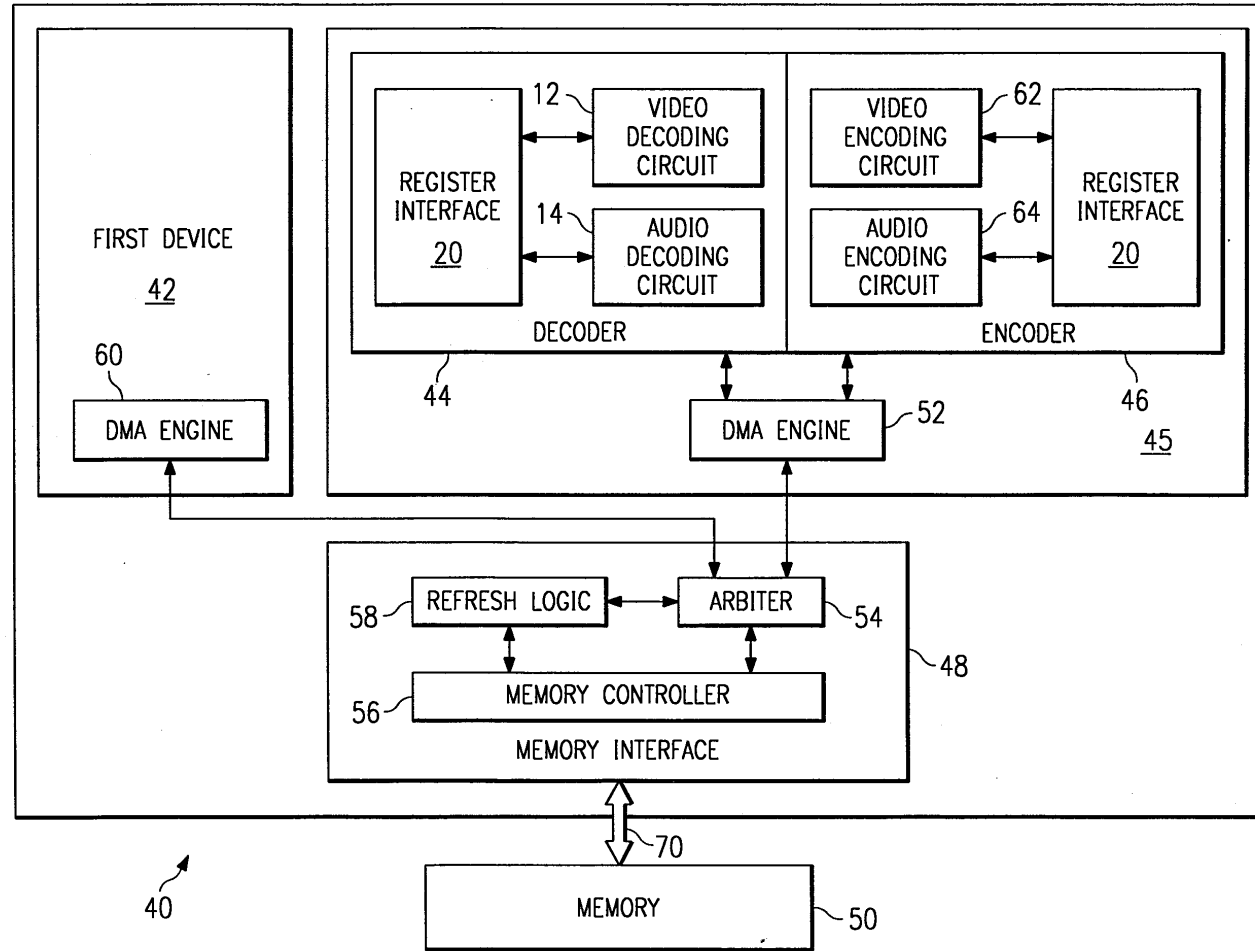 FIRST DEVICE
42
60
DMA ENGINE
REGISTER
INTERFACE
20
12
VIDEO
DECODING
CIRCUIT
14
AUDIO
DECODING
CIRCUIT
DECODER
44
VIDEO
ENCODING
CIRCUIT
62
AUDIO
ENCODING
CIRCUIT
64
REGISTER
INTERFACE
20
ENCODER
46
DMA ENGINE
52
45
58
REFRESH LOGIC
ARBITER
54
56
MEMORY CONTROLLER
MEMORY INTERFACE
48
70
40
MEMORY
50